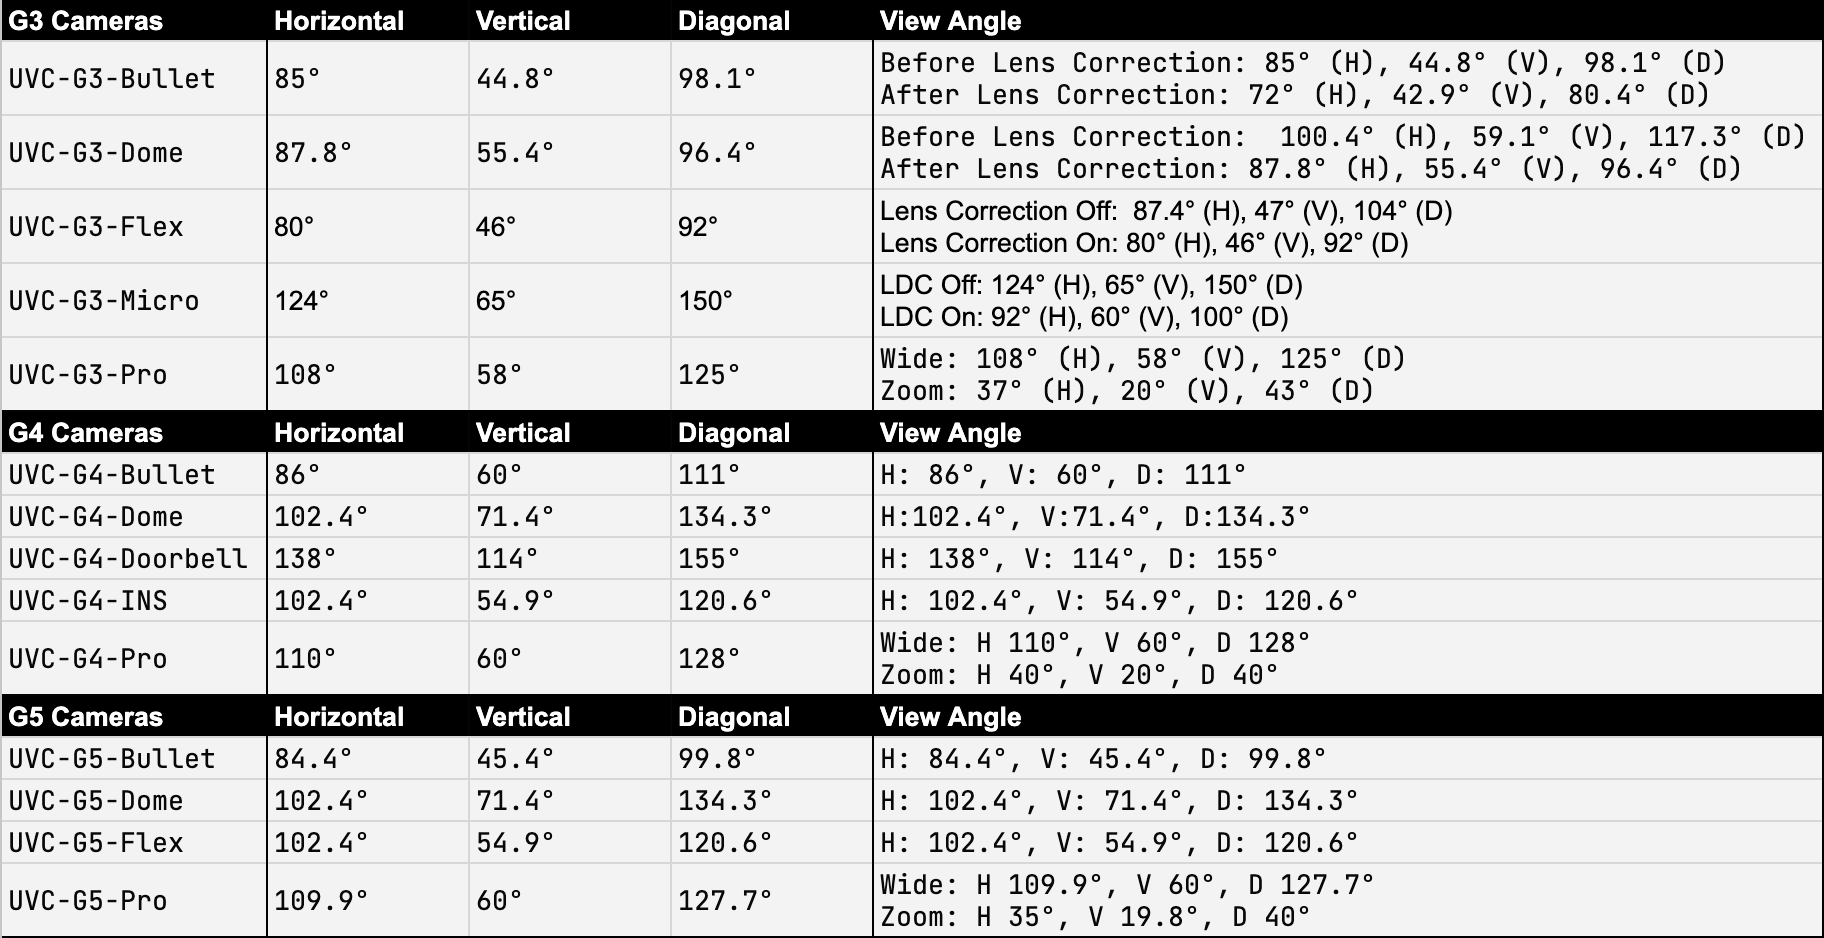 G3 Cameras Horizontal Vertical Diagonal View Angle
UVC-G3-Bullet 85° 44.8° 98.1° Before Lens Correction: 85° (H), 44.8° (V), 98.1° (D)
After Lens Correction: 72° (H), 42.9° (V), 80.4° (D)
UVC-G3-Dome 87.8° 55.4° 96.4° Before Lens Correction:  100.4° (H), 59.1° (V), 117.3° (D)
After Lens Correction: 87.8° (H), 55.4° (V), 96.4° (D)
UVC-G3-Flex 80° 46° 92° Lens Correction Off:  87.4° (H), 47° (V), 104° (D)
Lens Correction On: 80° (H), 46° (V), 92° (D)
UVC-G3-Micro 124° 65° 150° LDC Off: 124° (H), 65° (V), 150° (D)
LDC On: 92° (H), 60° (V), 100° (D)
UVC-G3-Pro 108° 58° 125° Wide: 108° (H), 58° (V), 125° (D)
Zoom: 37° (H), 20° (V), 43° (D)
G4 Cameras Horizontal Vertical Diagonal View Angle
UVC-G4-Bullet 86° 60° 111° H: 86°, V: 60°, D: 111°
UVC-G4-Dome 102.4° 71.4° 134.3° H:102.4°, V:71.4°, D:134.3°
UVC-G4-Doorbell 138° 114° 155° H: 138°, V: 114°, D: 155°
UVC-G4-INS 102.4° 54.9° 120.6° H: 102.4°, V: 54.9°, D: 120.6°
UVC-G4-Pro 110° 60° 128° Wide: H 110°, V 60°, D 128°
Zoom: H 40°, V 20°, D 40°
G5 Cameras Horizontal Vertical Diagonal View Angle
UVC-G5-Bullet 84.4° 45.4° 99.8° H: 84.4°, V: 45.4°, D: 99.8°
UVC-G5-Dome 102.4° 71.4° 134.3° H: 102.4°, V: 71.4°, D: 134.3°
UVC-G5-Flex 102.4° 54.9° 120.6° H: 102.4°, V: 54.9°, D: 120.6°
UVC-G5-Pro 109.9° 60° 127.7° Wide: H 109.9°, V 60°, D 127.7°
Zoom: H 35°, V 19.8°, D 40°